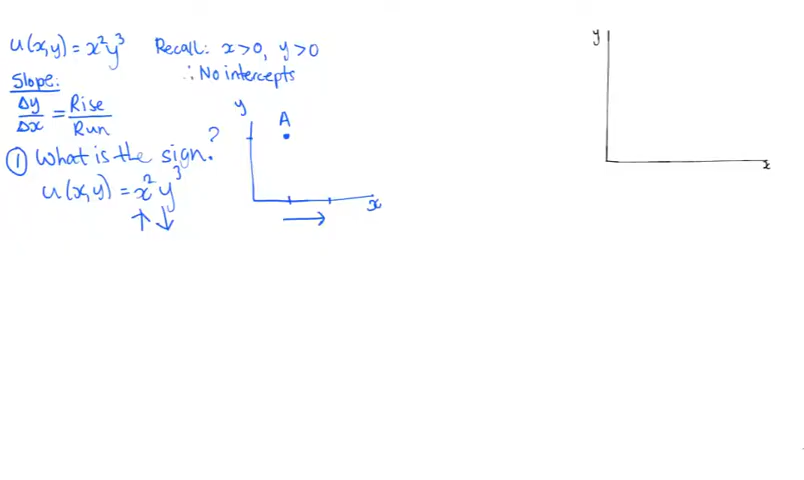 u(x,y) = x²y³
Recall: x>0, y>0
∴ No intercepts
Slope:
Δy/Δx = Rise/Run
① What is the sign?
u(x,y) = x²y³
↑↓
y
A
x
y
x